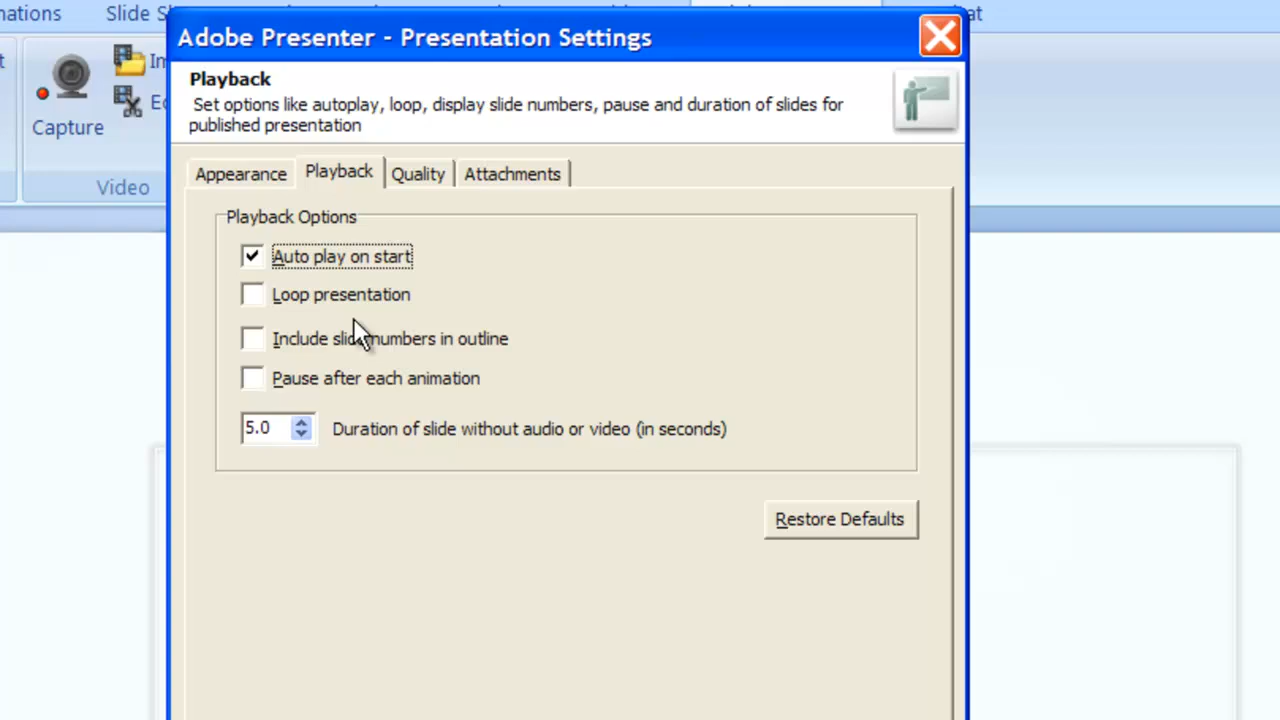 nations
Slide S
at
Adobe Presenter - Presentation Settings
Playback
Set options like autoplay, loop, display slide numbers, pause and duration of slides for
published presentation
t
Im
Ed
Capture
Video
Appearance
Playback
Quality
Attachments
Playback Options
Auto play on start
Loop presentation
Include slide numbers in outline
Pause after each animation
5.0
Duration of slide without audio or video (in seconds)
Restore Defaults